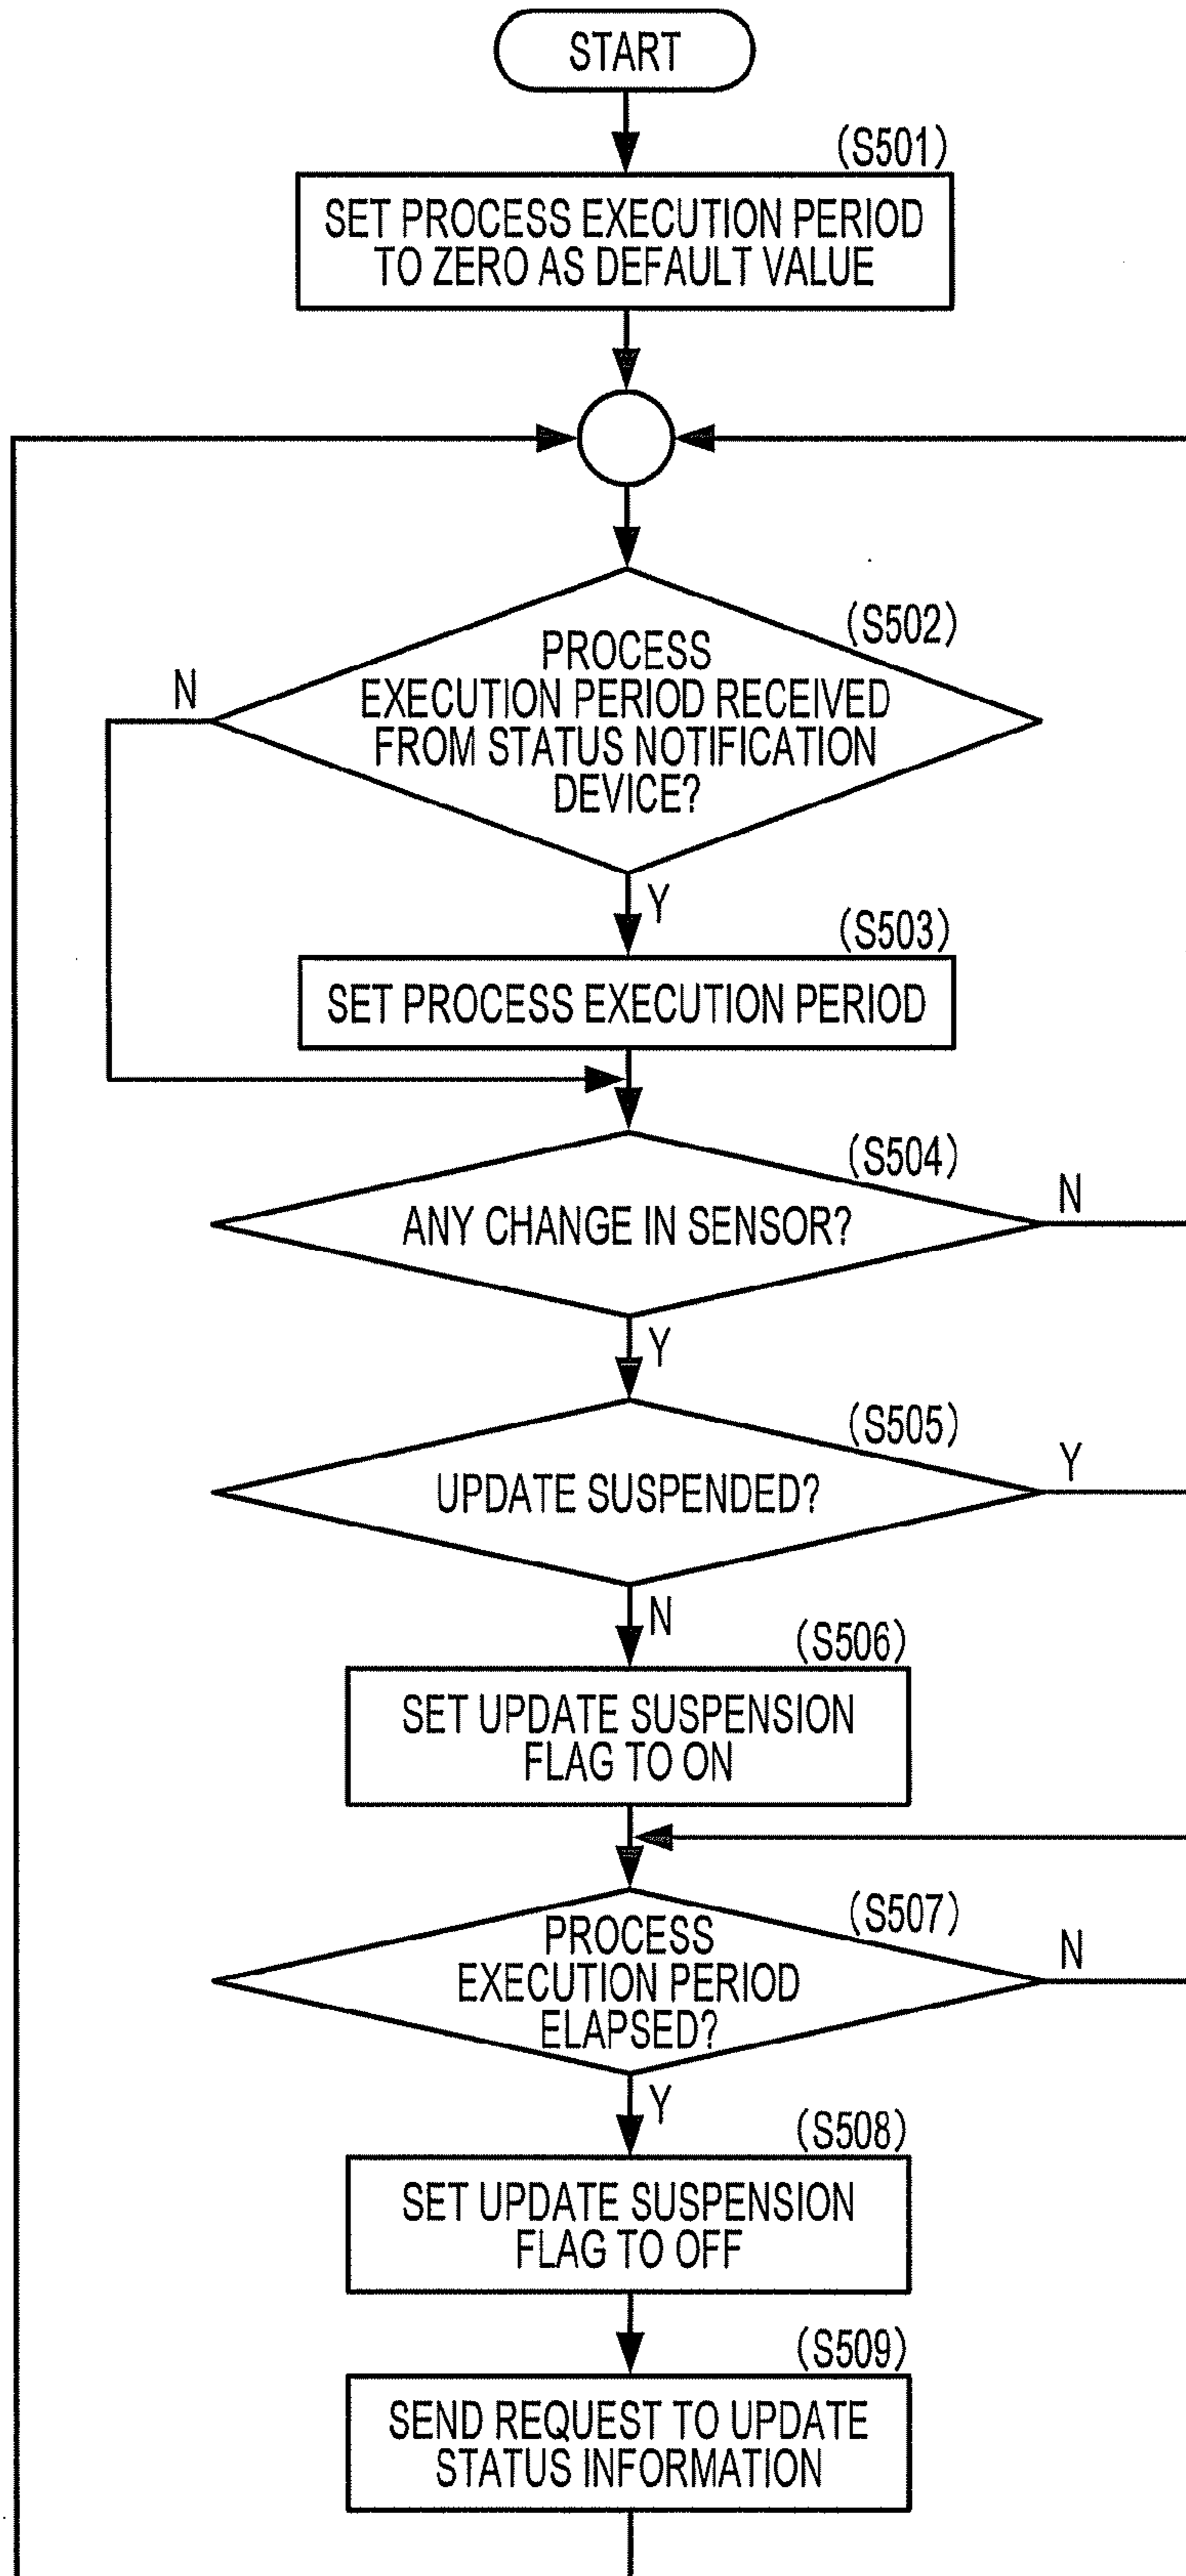 START
(S501)
SET PROCESS EXECUTION PERIOD
TO ZERO AS DEFAULT VALUE
(S502)
PROCESS
EXECUTION PERIOD RECEIVED
FROM STATUS NOTIFICATION
DEVICE?
N
Y
(S503)
SET PROCESS EXECUTION PERIOD
(S504)
ANY CHANGE IN SENSOR?
N
Y
(S505)
UPDATE SUSPENDED?
Y
N
(S506)
SET UPDATE SUSPENSION
FLAG TO ON
(S507)
PROCESS
EXECUTION PERIOD
ELAPSED?
N
Y
(S508)
SET UPDATE SUSPENSION
FLAG TO OFF
(S509)
SEND REQUEST TO UPDATE
STATUS INFORMATION